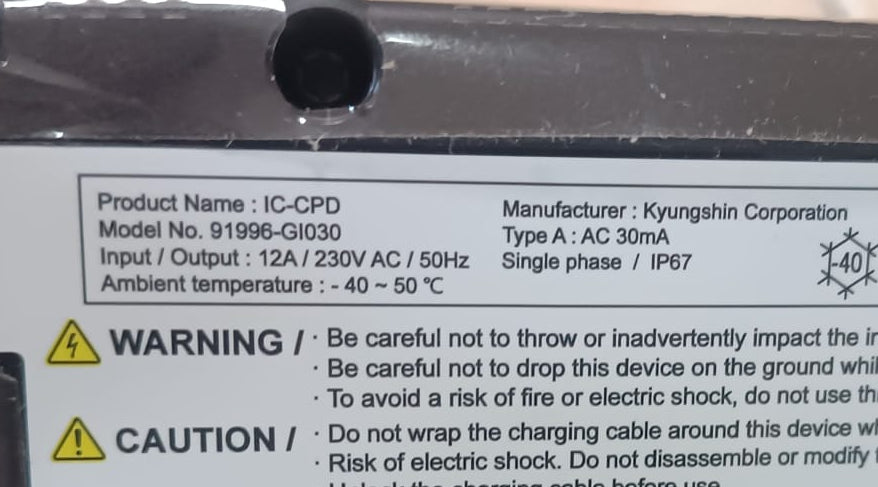 Product Name : IC-CPD
Model No. 91996-GI030
Input / Output : 12A / 230V AC / 50Hz
Ambient temperature : - 40 ~ 50 ℃
Manufacturer : Kyungshin Corporation
Type A : AC 30mA
Single phase / IP67
-40
WARNING / · Be careful not to throw or inadvertently impact the
· Be careful not to drop this device on the ground
· To avoid a risk of fire or electric shock, do not use
CAUTION / · Do not wrap the charging cable around this device
· Risk of electric shock. Do not disassemble or modify
charging cable before use